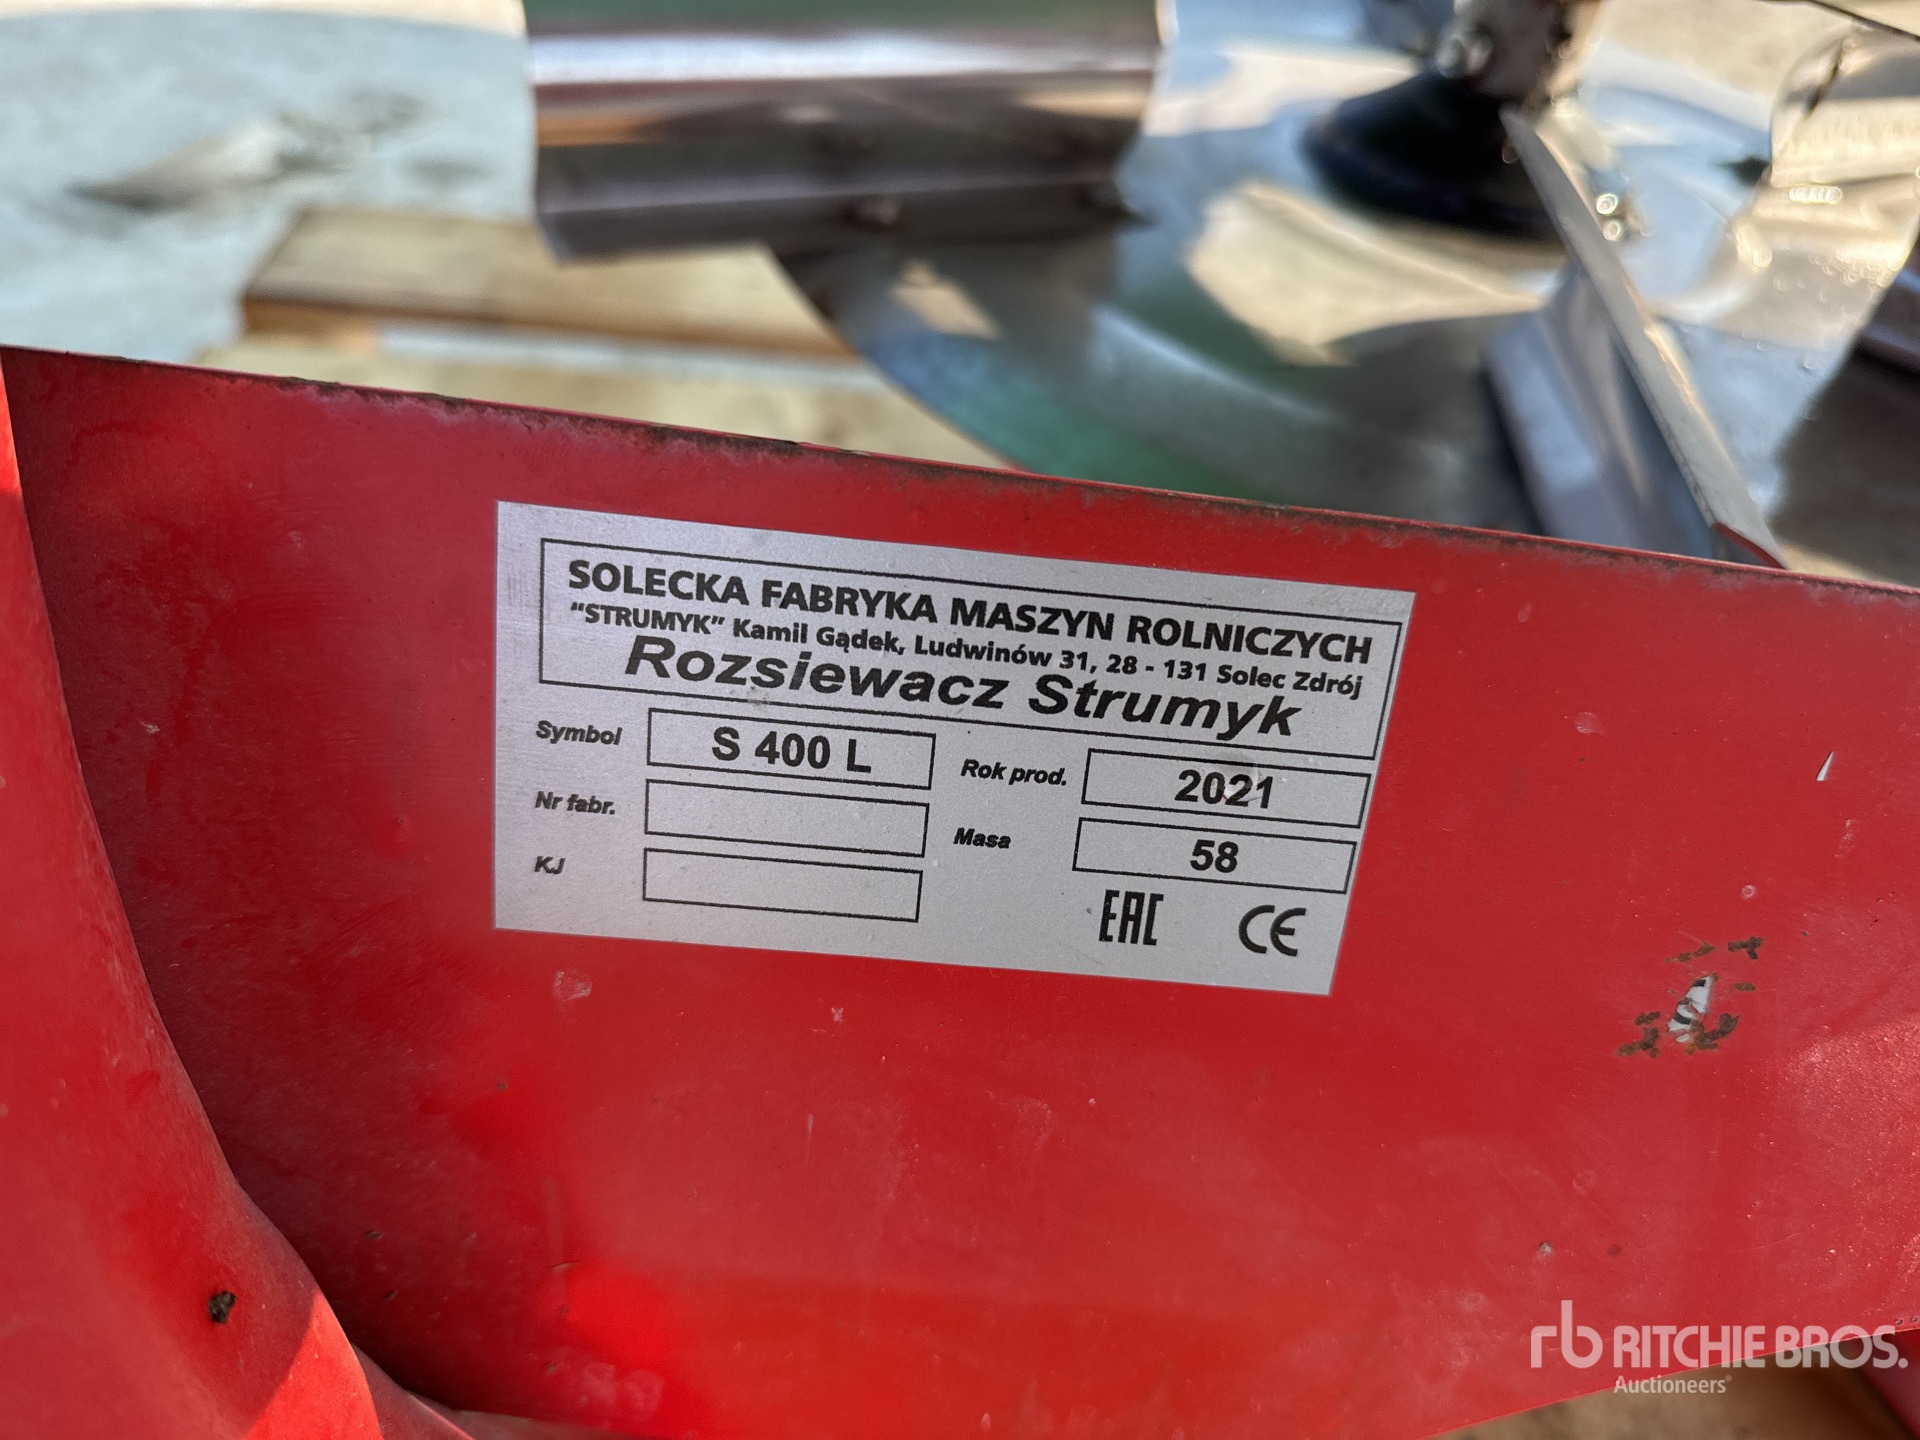 SOLECKA FABRYKA MASZYN ROLNICZYCH
“STRUMYK” Kamil Gądek, Ludwinów 31, 28 - 131 Solec Zdrój
Rozsiewacz Strumyk
Symbol S 400 L Rok prod. 2021
Nr fabr. Masa 58
KJ
EAC CE
rb RITCHIE BROS.
Auctioneers